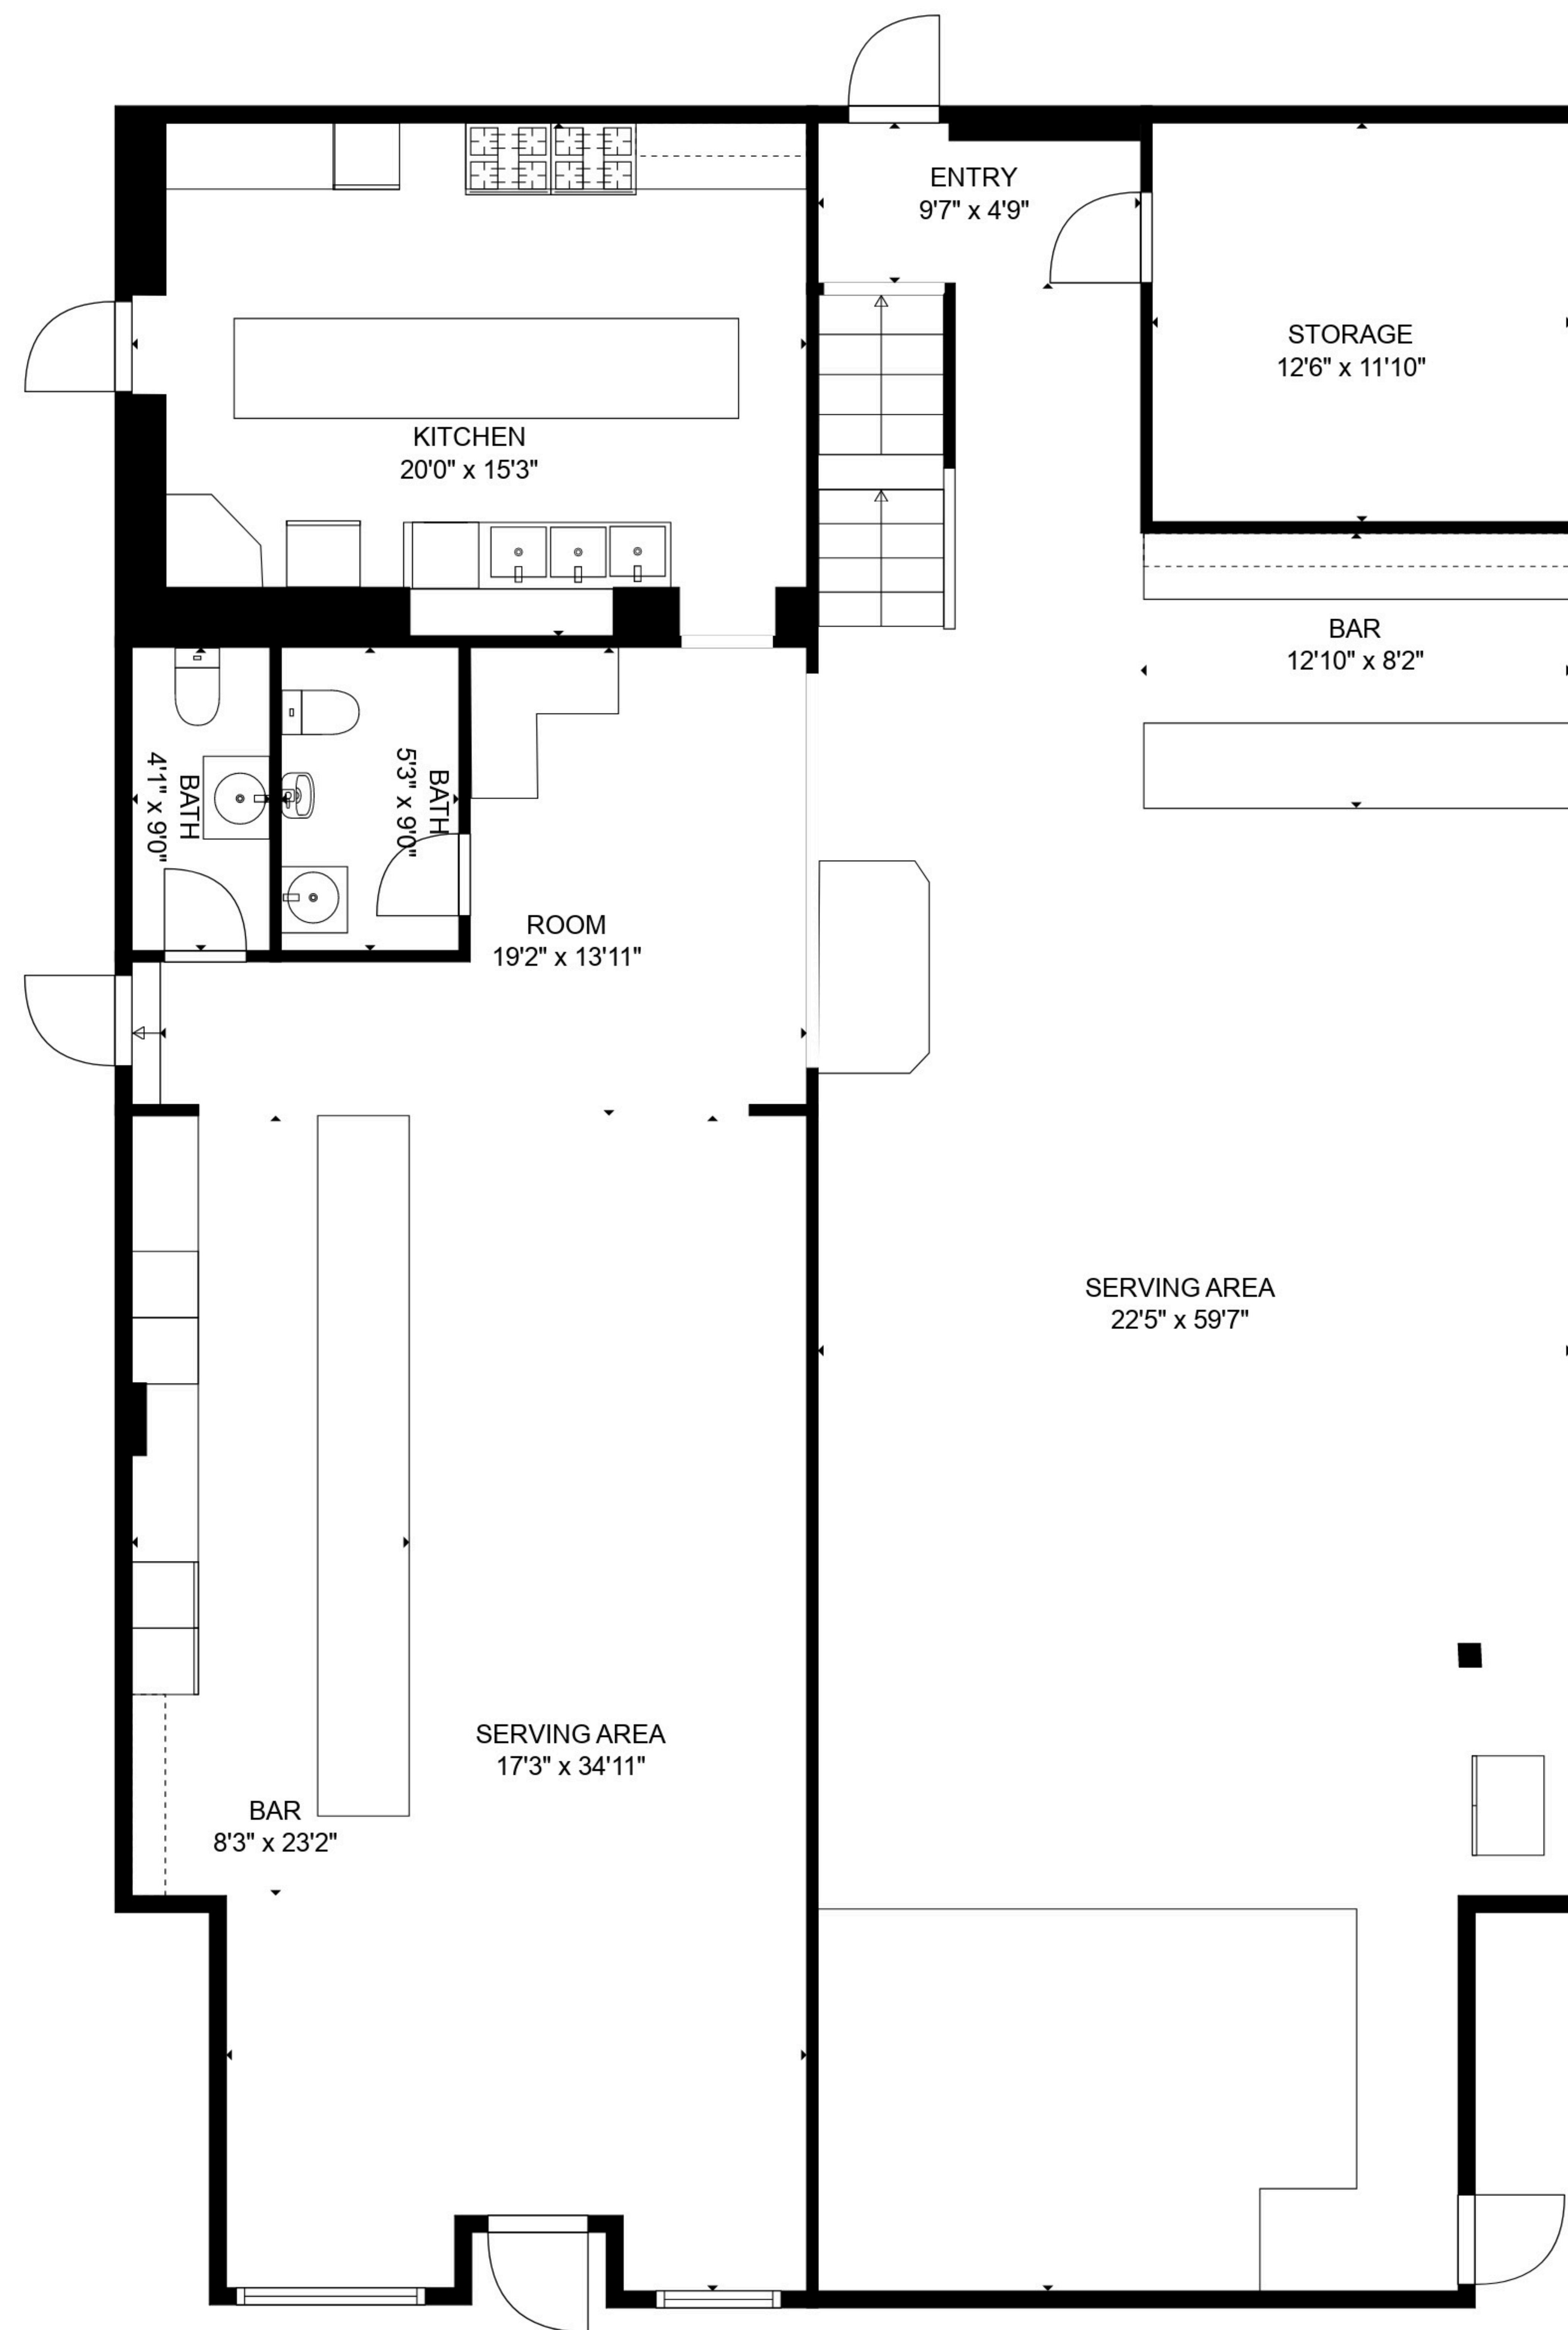 ENTRY
9'7" x 4'9"
STORAGE
12'6" x 11'10"
KITCHEN
20'0" x 15'3"
BAR
12'10" x 8'2"
BATH
4'1" x 9'0"
BATH
5'3" x 9'0"
ROOM
19'2" x 13'11"
SERVING AREA
22'5" x 59'7"
SERVING AREA
17'3" x 34'11"
BAR
8'3" x 23'2"